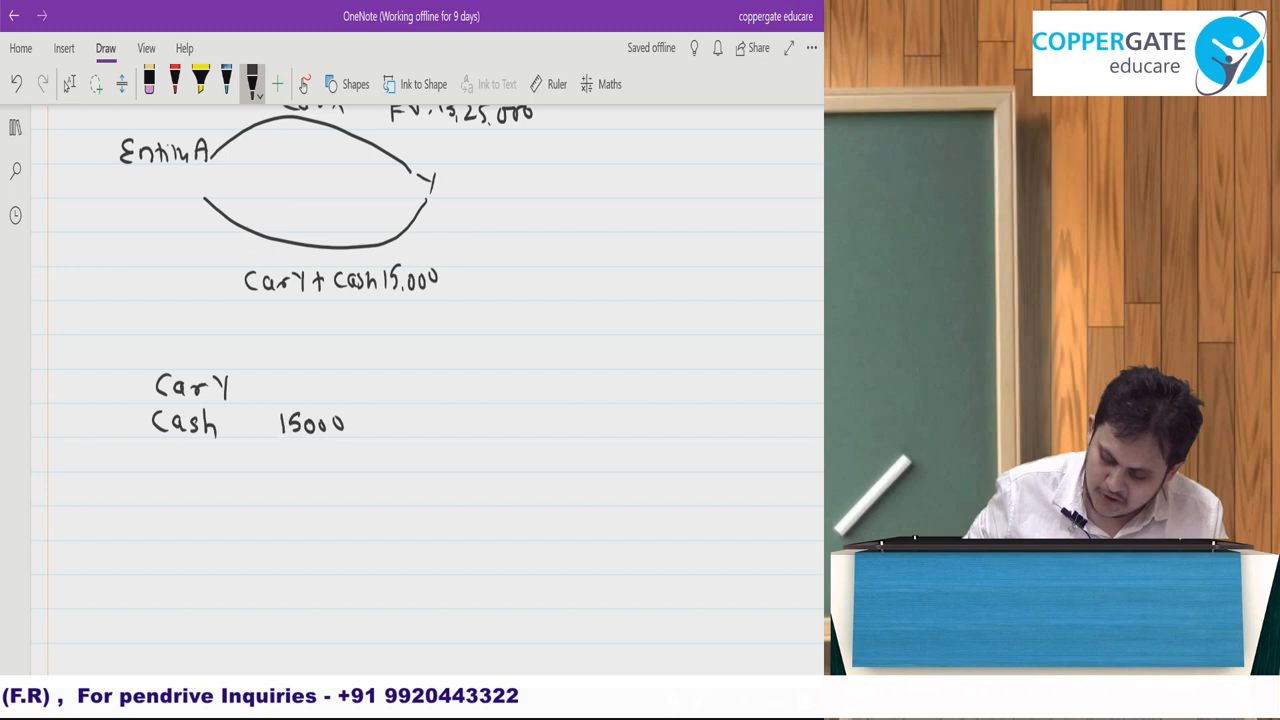 OneNote (Working offline for 9 days)
coppergate educare
Home Insert Draw View Help
Saved offline
Share
Shapes
Ink to Shape
Ink to Text
Ruler
Maths
COPPERGATE
educare
FV. 13,25,000
Entity A
Y
Car Y + Cash 15,000
Car Y
Cash 15000
(F.R) , For pendrive Inquiries - +91 9920443322